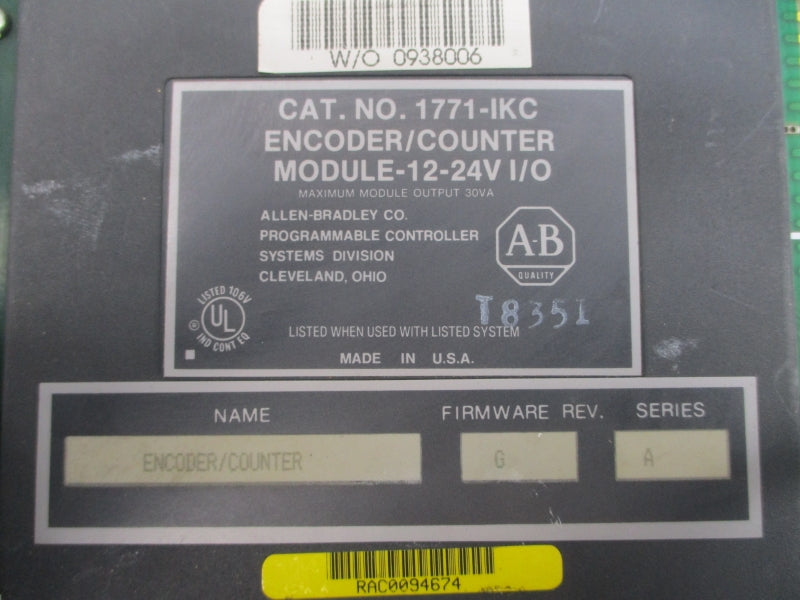 W/O 0938006
CAT. NO. 1771-IKC
ENCODER/COUNTER
MODULE-12-24V I/O
MAXIMUM MODULE OUTPUT 30VA
ALLEN-BRADLEY CO.
PROGRAMMABLE CONTROLLER
SYSTEMS DIVISION
CLEVELAND, OHIO
A-B
QUALITY
T8351
LISTED 106V
UL
®
IND CONT EQ
LISTED WHEN USED WITH LISTED SYSTEM
MADE IN U.S.A.
NAME FIRMWARE REV. SERIES
ENCODER/COUNTER G A
RAC0094674